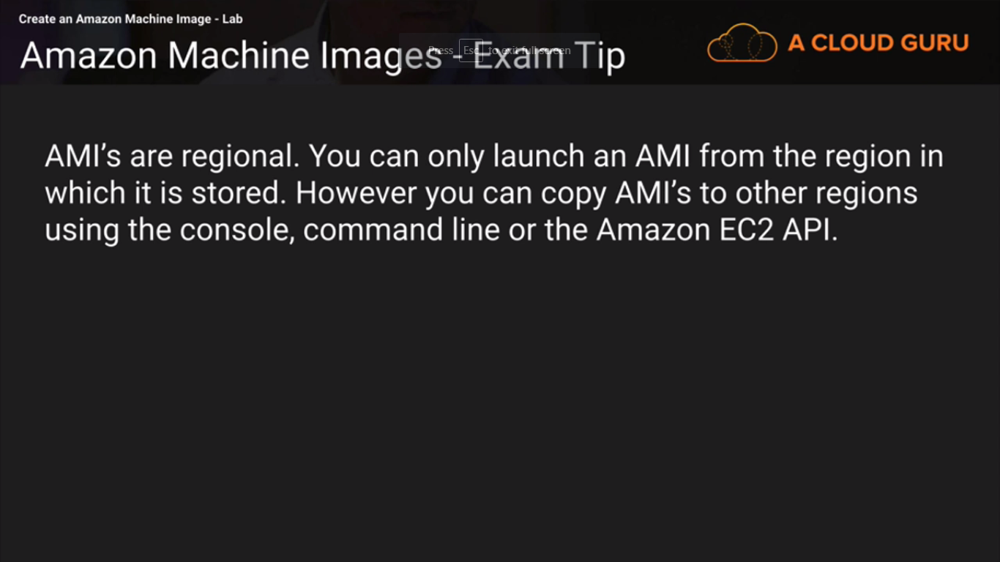 Create an Amazon Machine Image - Lab
Amazon Machine Images - Exam Tip
Press Esc to exit full screen
A CLOUD GURU
AMI’s are regional. You can only launch an AMI from the region in
which it is stored. However you can copy AMI’s to other regions
using the console, command line or the Amazon EC2 API.